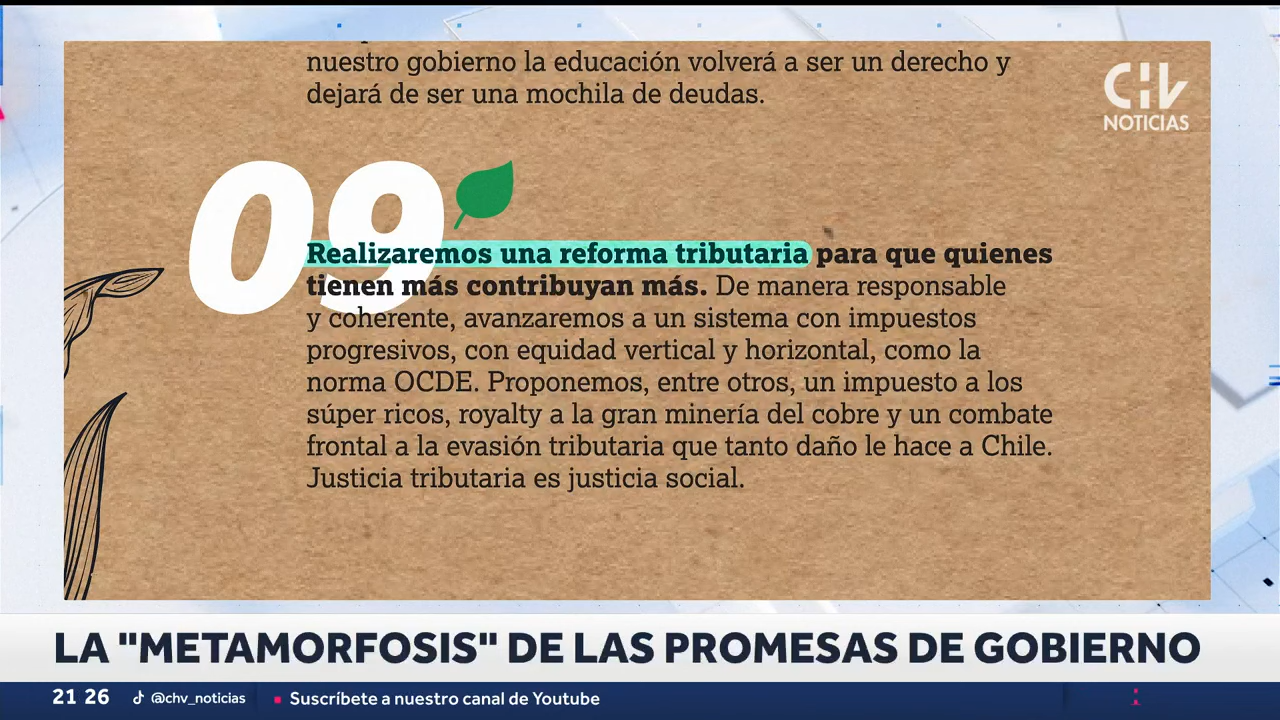 nuestro gobierno la educación volverá a ser un derecho y
dejará de ser una mochila de deudas.
CHV
NOTICIAS
09
Realizaremos una reforma tributaria para que quienes
tienen más contribuyan más. De manera responsable
y coherente, avanzaremos a un sistema con impuestos
progresivos, con equidad vertical y horizontal, como la
norma OCDE. Proponemos, entre otros, un impuesto a los
súper ricos, royalty a la gran minería del cobre y un combate
frontal a la evasión tributaria que tanto daño le hace a Chile.
Justicia tributaria es justicia social.
LA "METAMORFOSIS" DE LAS PROMESAS DE GOBIERNO
21 26 @chv_noticias Suscríbete a nuestro canal de Youtube